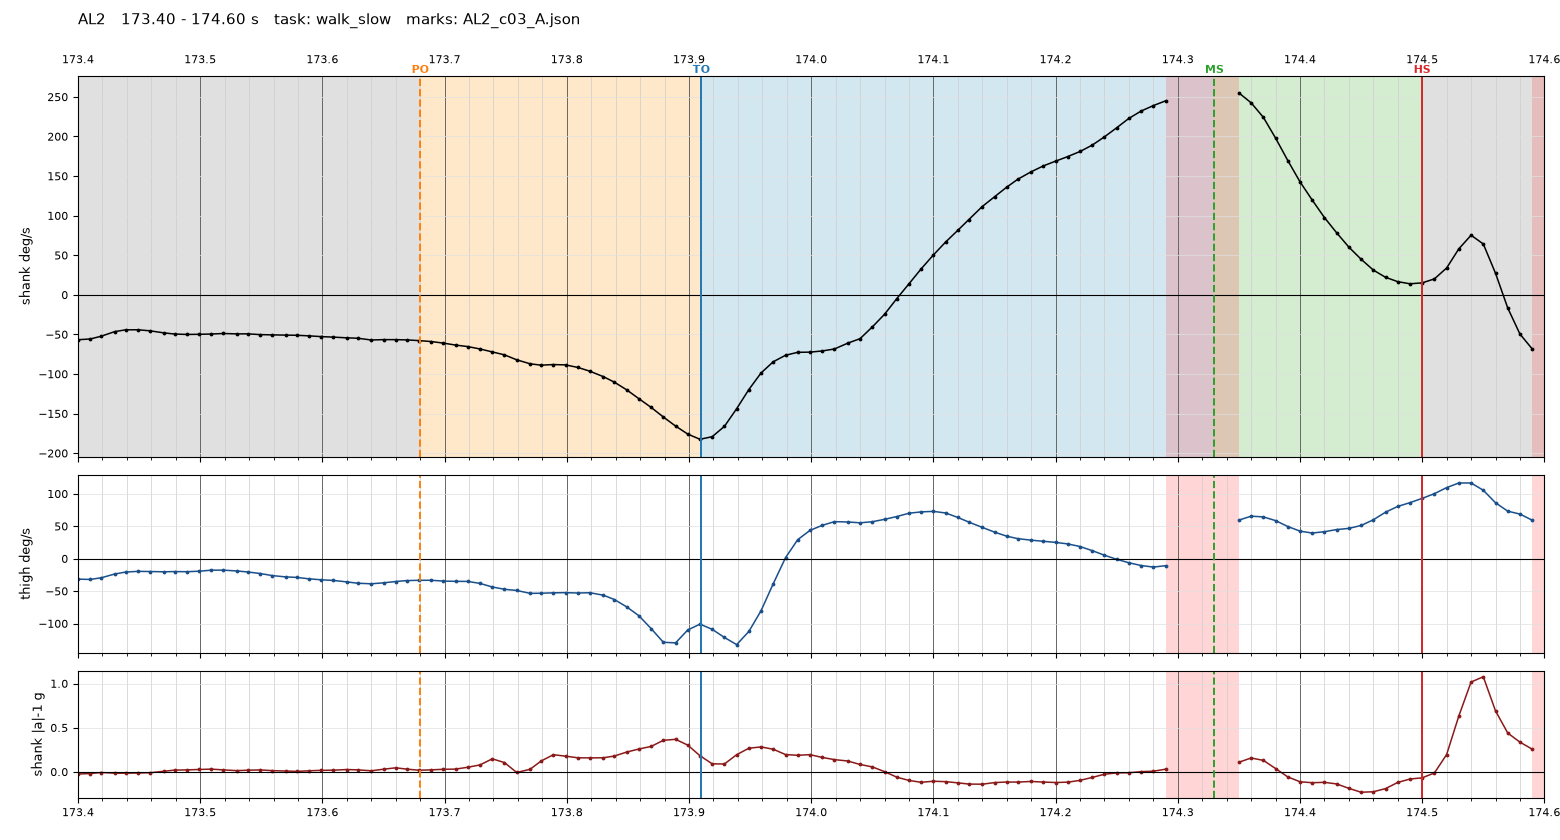 AL2 173.40 - 174.60 s task: walk_slow marks: AL2_c03_A.json
173.4 173.5 173.6 173.7 173.8 173.9 174.0 174.1 174.2 174.3 174.4 174.5 174.6
PO TO MS HS
shank deg/s
250
200
150
100
50
0
−50
−100
−150
−200
thigh deg/s
100
50
0
−50
−100
shank |a|-1 g
1.0
0.5
0.0
173.4 173.5 173.6 173.7 173.8 173.9 174.0 174.1 174.2 174.3 174.4 174.5 174.6